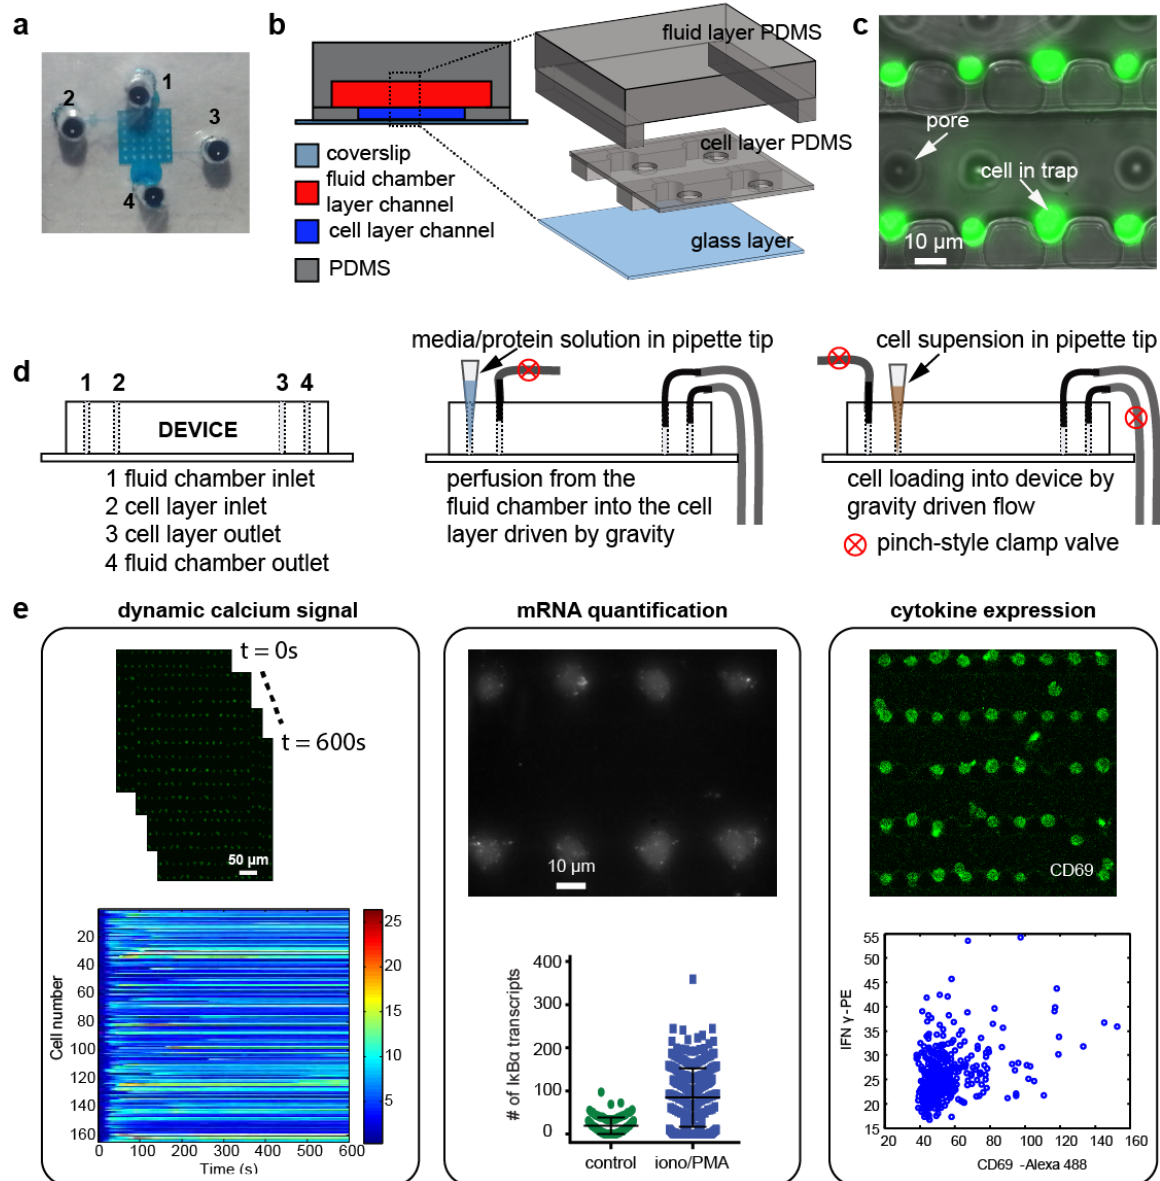 a
1
2
3
4
b
fluid layer PDMS
cell layer PDMS
glass layer
coverslip
fluid chamber
layer channel
cell layer channel
PDMS
c
pore
cell in trap
10 µm
d
1 2 3 4
DEVICE
1 fluid chamber inlet
2 cell layer inlet
3 cell layer outlet
4 fluid chamber outlet
media/protein solution in pipette tip
perfusion from the
fluid chamber into the cell
layer driven by gravity
cell supension in pipette tip
cell loading into device by
gravity driven flow
pinch-style clamp valve
e
dynamic calcium signal
t = 0s
t = 600s
50 µm
Cell number
20
40
60
80
100
120
140
160
0 100 200 300 400 500 600
Time (s)
25
20
15
10
5
mRNA quantification
10 µm
# of IκBα transcripts
400
300
200
100
0
control iono/PMA
cytokine expression
CD69
IFN γ-PE
55
50
45
40
35
30
25
20
15
20 40 60 80 100 120 140 160
CD69 -Alexa 488